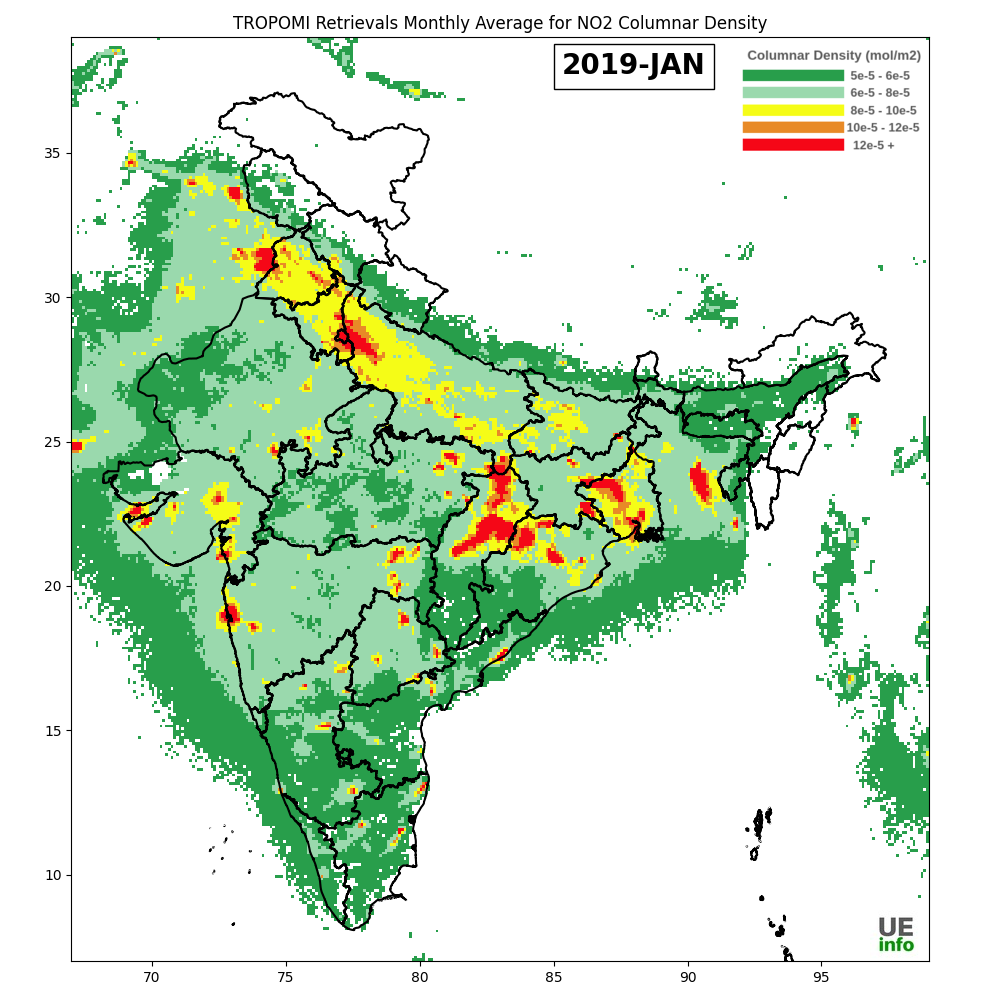 TROPOMI Retrievals Monthly Average for NO2 Columnar Density
2019-JAN
Columnar Density (mol/m2)
5e-5 - 6e-5
6e-5 - 8e-5
8e-5 - 10e-5
10e-5 - 12e-5
12e-5 +
35
30
25
20
15
10
70
75
80
85
90
95
UE
info